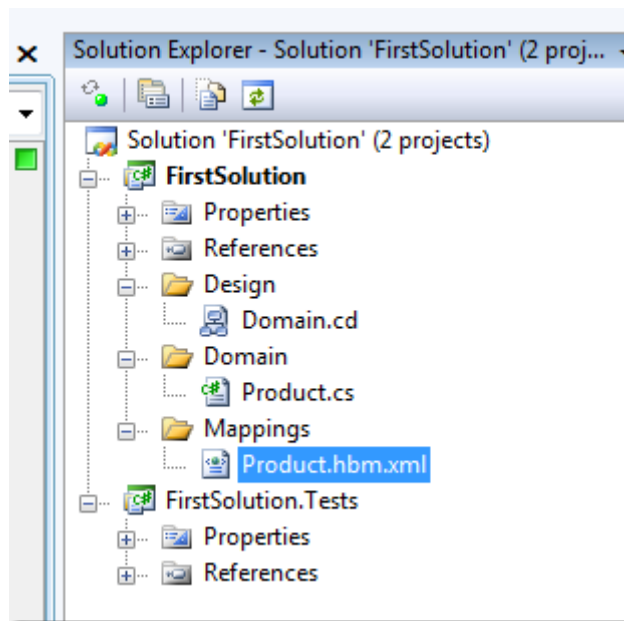 Solution Explorer - Solution 'FirstSolution' (2 proj...
Solution 'FirstSolution' (2 projects)
FirstSolution
Properties
References
Design
Domain.cd
Domain
Product.cs
Mappings
Product.hbm.xml
FirstSolution.Tests
Properties
References